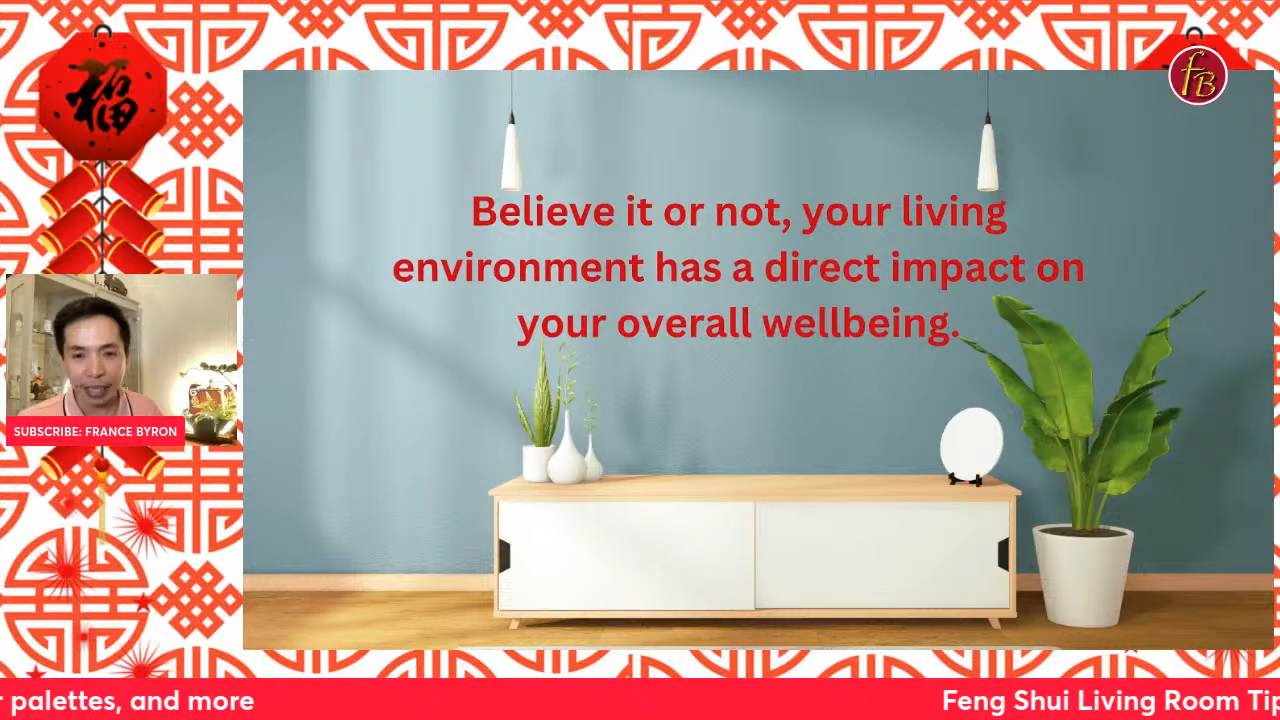 福
FB
Believe it or not, your living
environment has a direct impact on
your overall wellbeing.
SUBSCRIBE: FRANCE BYRON
palettes, and more
Feng Shui Living Room